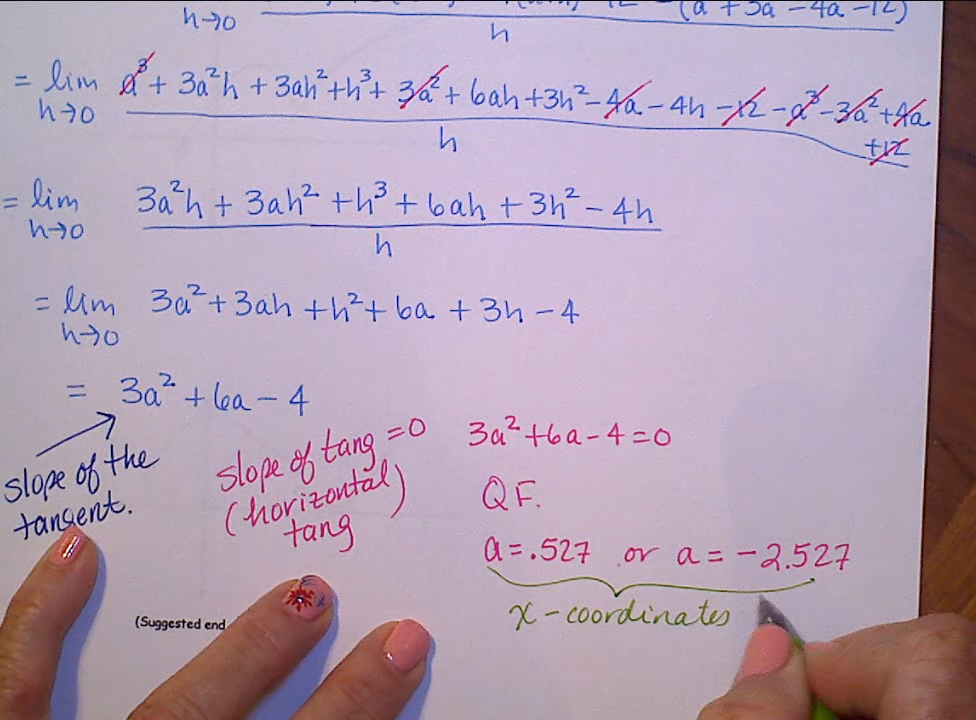 h→0 h (a + 3a - 4a - 12)
= lim h→0 a³ + 3a²h + 3ah² + h³ + 3a² + 6ah + 3h² - 4a - 4h - 12 - a³ - 3a² + 4a
+12
h
= lim h→0 3a²h + 3ah² + h³ + 6ah + 3h² - 4h
h
= lim h→0 3a² + 3ah + h² + 6a + 3h - 4
= 3a² + 6a - 4
slope of the
tangent.
slope of tang = 0
(horizontal)
tang
3a² + 6a - 4 = 0
QF.
a = .527 or a = -2.527
x-coordinates
(Suggested end